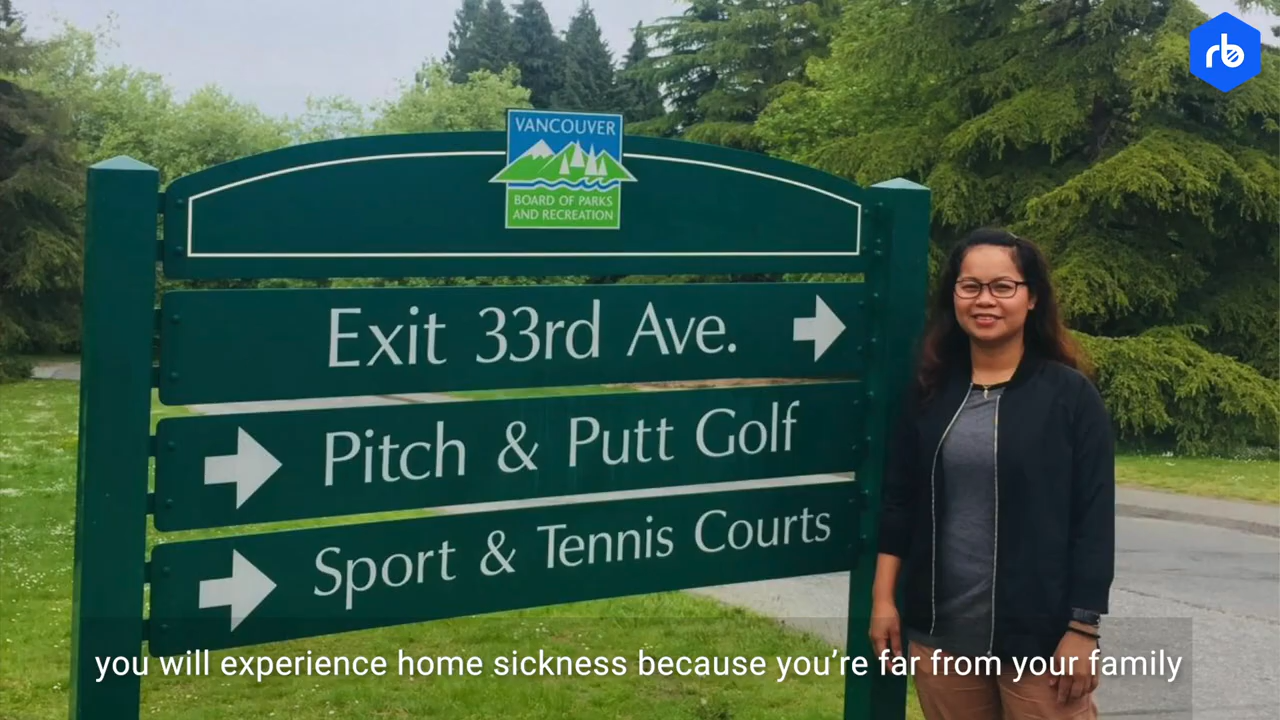 rb
VANCOUVER
BOARD OF PARKS
AND RECREATION
Exit 33rd Ave.
Pitch & Putt Golf
Sport & Tennis Courts
you will experience home sickness because you’re far from your family